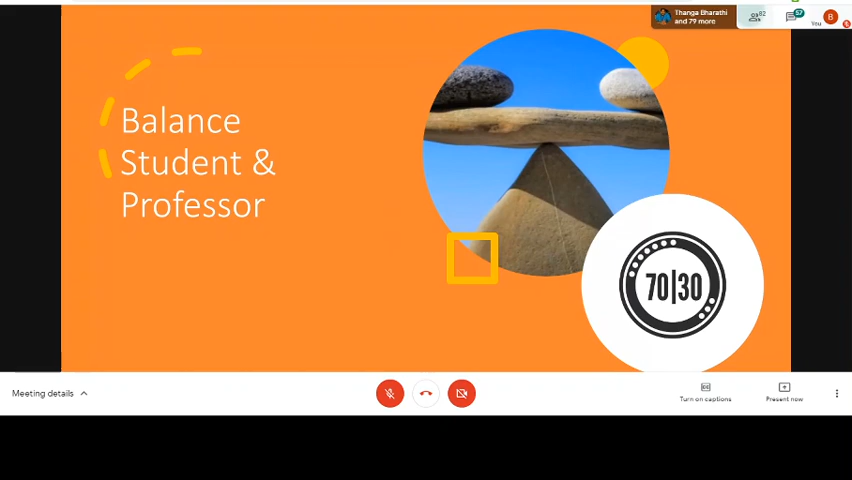 Thanga Bharathi
and 79 more
82
57
You
B
Balance
Student &
Professor
70|30
Meeting details
Turn on captions
Present now